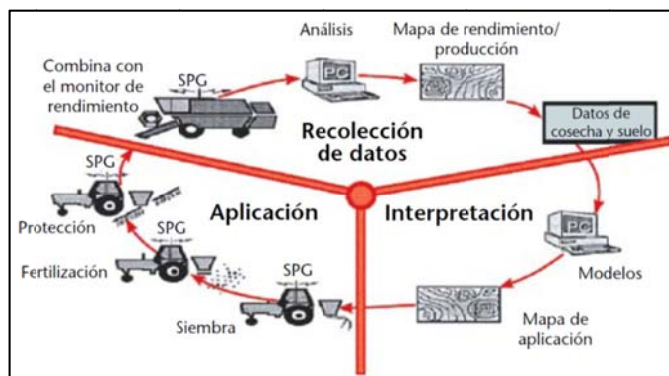 Análisis
Mapa de rendimiento/
producción
Combina con
el monitor de
rendimiento
SPG
PC
Recolección
de datos
Datos de
cosecha y suelo
SPG
Protección
Aplicación
Interpretación
SPG
Fertilización
SPG
Siembra
PC
Modelos
Mapa de
aplicación